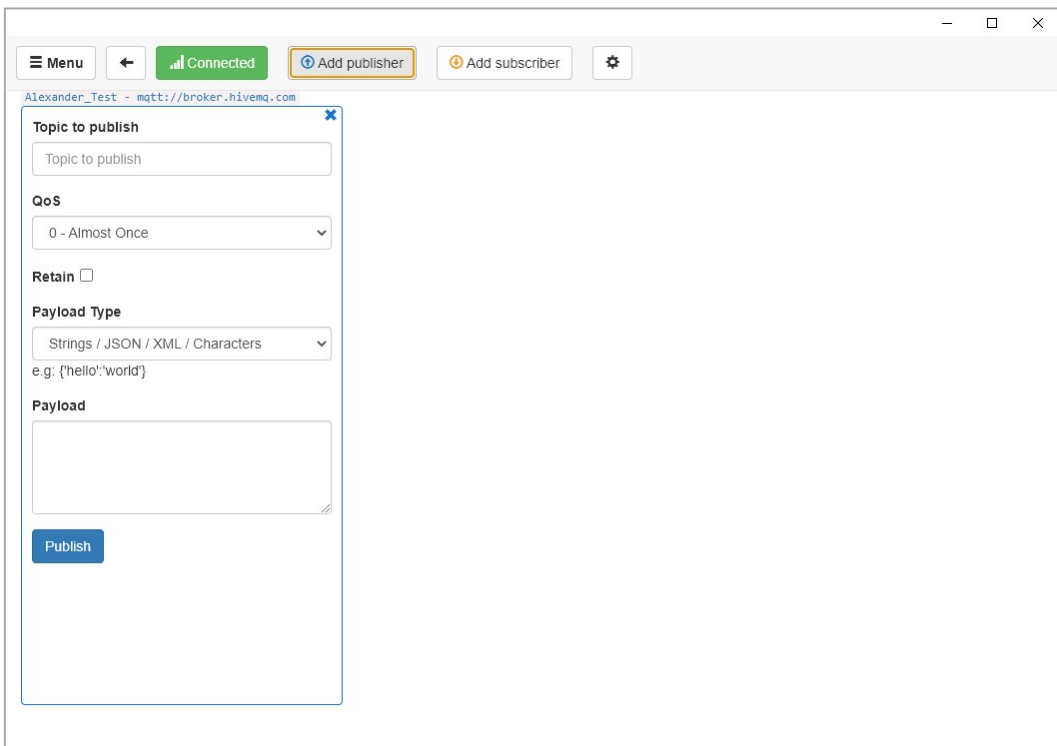 Menu
Connected
Add publisher
Add subscriber
Alexander_Test - mqtt://broker.hivemq.com
Topic to publish
Topic to publish
QoS
0 - Almost Once
Retain
Payload Type
Strings / JSON / XML / Characters
e.g: {'hello':'world'}
Payload
Publish